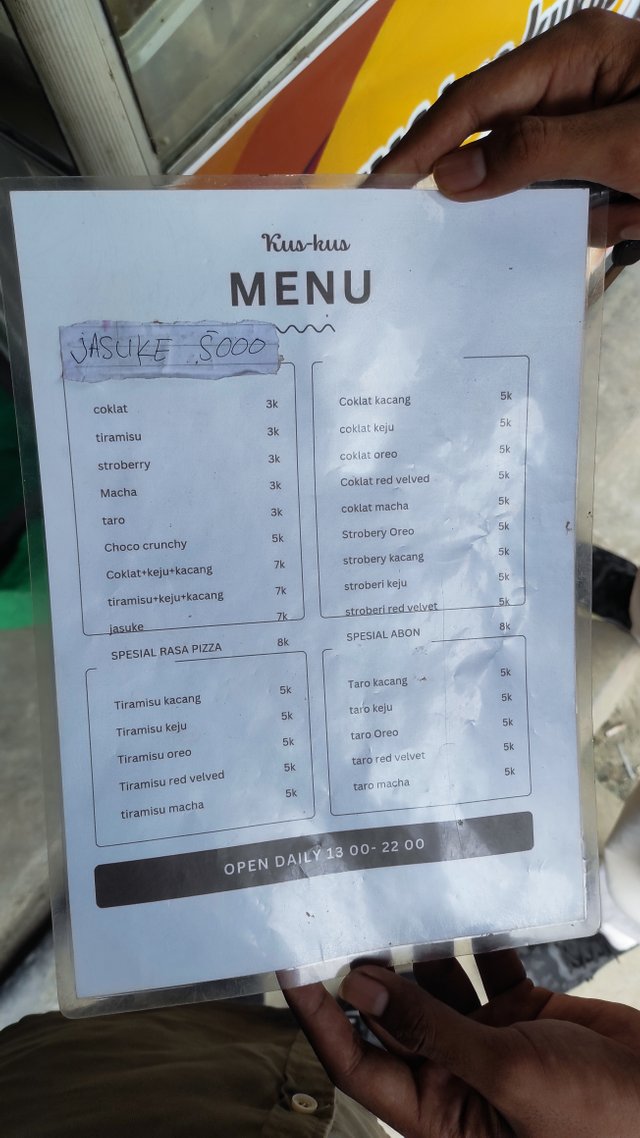 Kus-kus
MENU
JASUKE 5000
coklat 3k
tiramisu 3k
stroberry 3k
Macha 3k
taro 3k
Choco crunchy 5k
Coklat+keju+kacang 7k
tiramisu+keju+kacang 7k
jasuke 7k
SPESIAL RASA PIZZA 8k
Coklat kacang 5k
coklat keju 5k
coklat oreo 5k
Coklat red velved 5k
coklat macha 5k
Strobery Oreo 5k
strobery kacang 5k
stroberi keju 5k
stroberi red velvet 5k
SPESIAL ABON 8k
Tiramisu kacang 5k
Tiramisu keju 5k
Tiramisu oreo 5k
Tiramisu red velved 5k
tiramisu macha 5k
Taro kacang 5k
taro keju 5k
taro Oreo 5k
taro red velvet 5k
taro macha 5k
OPEN DAILY 13 00- 22 00